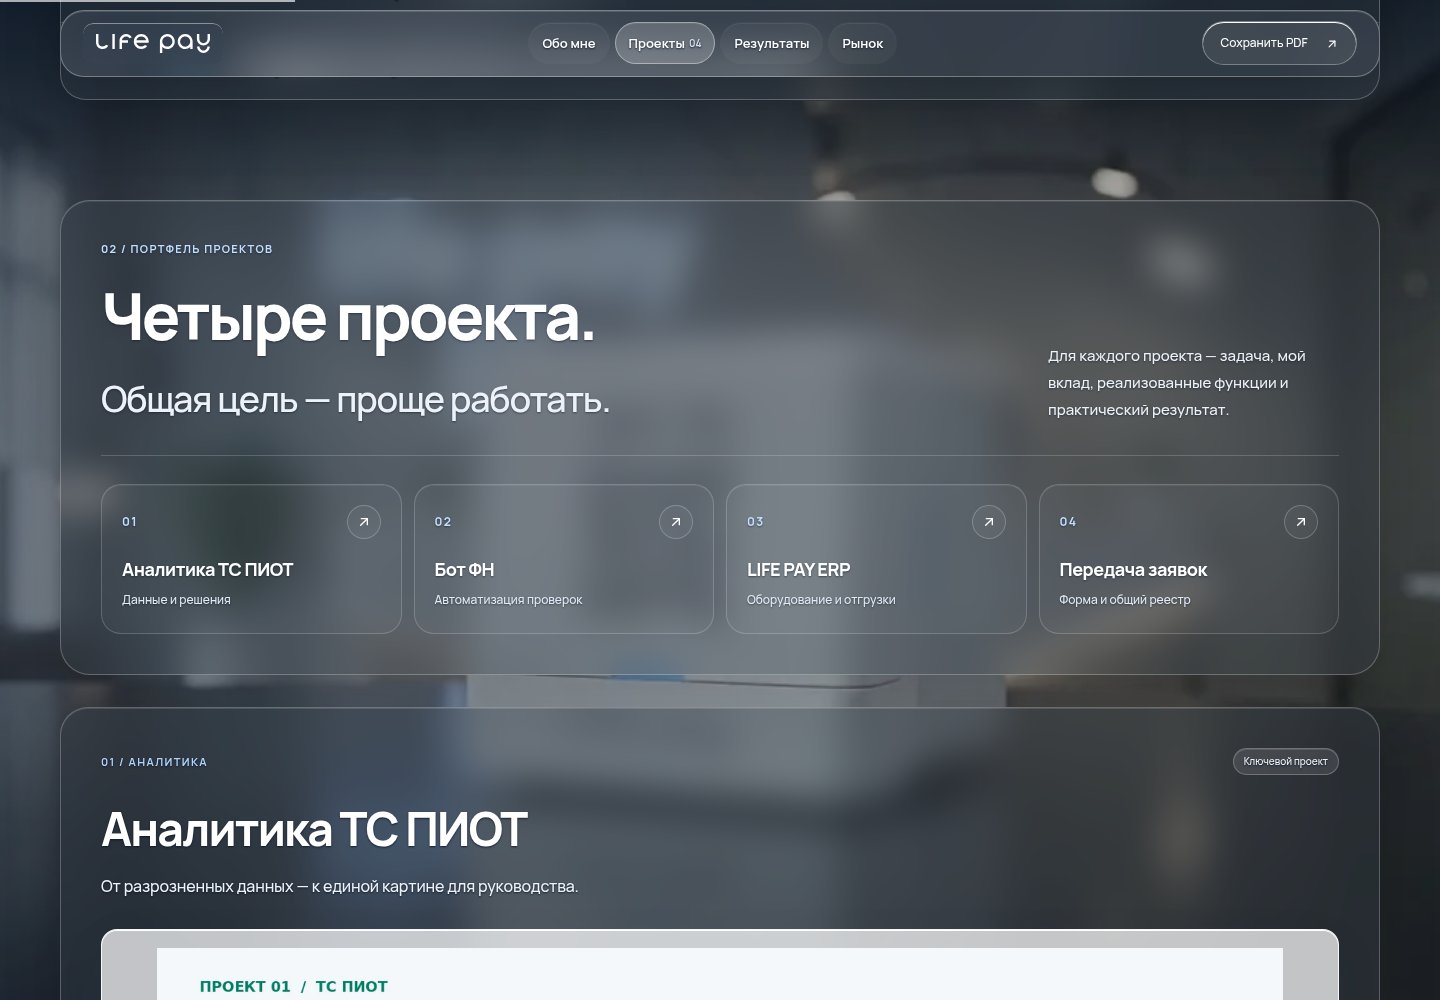 LIFE pay
Обо мне
Проекты 04
Результаты
Рынок
Сохранить PDF
02 / ПОРТФЕЛЬ ПРОЕКТОВ
Четыре проекта.
Общая цель — проще работать.
Для каждого проекта — задача, мой
вклад, реализованные функции и
практический результат.
01
Аналитика ТС ПИОТ
Данные и решения
02
Бот ФН
Автоматизация проверок
03
LIFE PAY ERP
Оборудование и отгрузки
04
Передача заявок
Форма и общий реестр
01 / АНАЛИТИКА
Ключевой проект
Аналитика ТС ПИОТ
От разрозненных данных — к единой картине для руководства.
ПРОЕКТ 01 / ТС ПИОТ